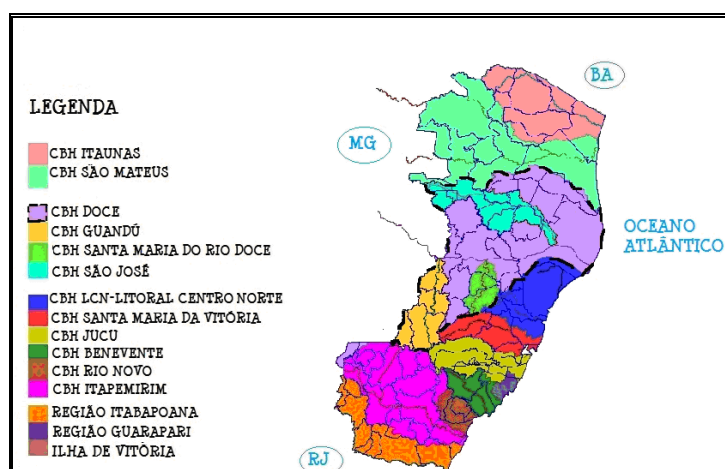 BA
LEGENDA
MG
CBH ITAUNAS
CBH SÃO MATEUS
CBH DOCE
CBH GUANDÚ
CBH SANTA MARIA DO RIO DOCE
CBH SÃO JOSÉ
OCEANO
ATLÂNTICO
CBH LCN-LITORAL CENTRO NORTE
CBH SANTA MARIA DA VITÓRIA
CBH JUCU
CBH BENEVENTE
CBH RIO NOVO
CBH ITAPEMIRIM
REGIÃO ITABAPOANA
REGIÃO GUARAPARI
ILHA DE VITÓRIA
RJ